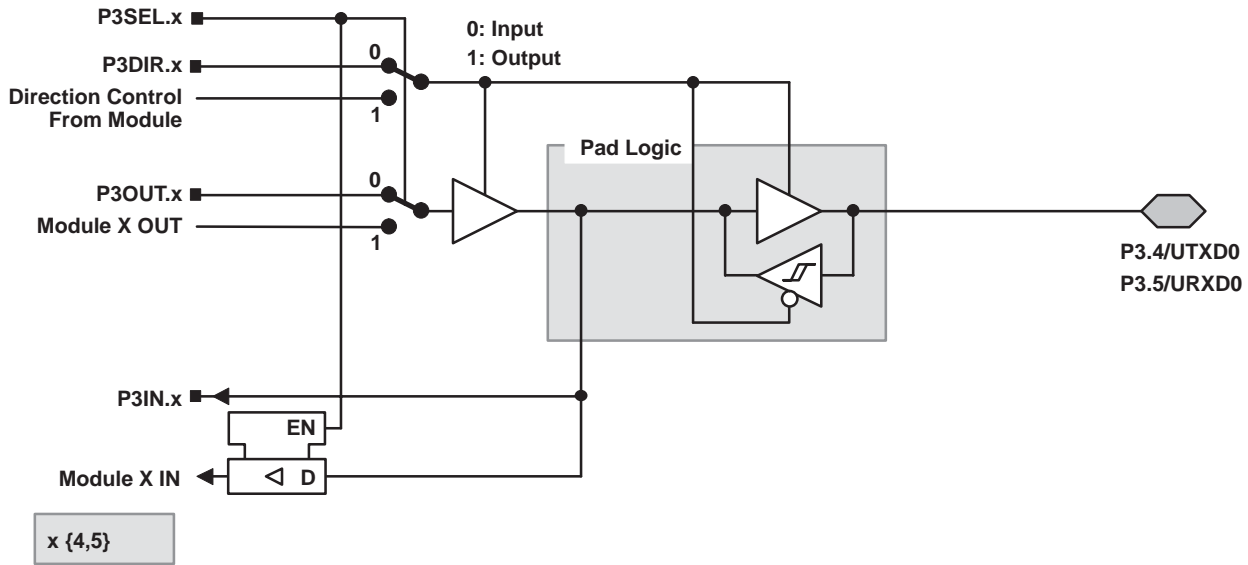 P3SEL.x
0: Input
1: Output
P3DIR.x
0
Direction Control
From Module
1
Pad Logic
P3OUT.x
0
Module X OUT
1
P3.4/UTXD0
P3.5/URXD0
P3IN.x
EN
Module X IN
D
x {4,5}